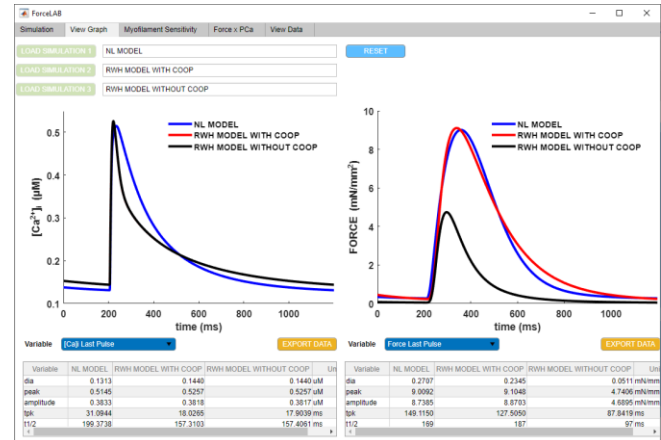 ForceLAB
Simulation View Graph Myofilament Sensitivity Force x PCa View Data
LOAD SIMULATION 1 NL MODEL RESET
LOAD SIMULATION 2 RWH MODEL WITH COOP
LOAD SIMULATION 3 RWH MODEL WITHOUT COOP
NL MODEL
RWH MODEL WITH COOP
RWH MODEL WITHOUT COOP
[Ca2+]i (µM)
0.5
0.4
0.3
0.2
0.1
0 200 400 600 800 1000
time (ms)
NL MODEL
RWH MODEL WITH COOP
RWH MODEL WITHOUT COOP
FORCE (mN/mm2)
10
8
6
4
2
0
0 200 400 600 800 1000
time (ms)
Variable [Ca]i Last Pulse EXPORT DATA
Variable NL MODEL RWH MODEL WITH COOP RWH MODEL WITHOUT COOP Uni
dia 0.1313 0.1440 0.1440 uM
peak 0.5145 0.5257 0.5257 uM
amplitude 0.3833 0.3818 0.3817 uM
tpk 31.0944 18.0265 17.9039 ms
t1/2 199.3738 157.3103 157.4061 ms
Variable Force Last Pulse EXPORT DATA
Variable NL MODEL RWH MODEL WITH COOP RWH MODEL WITHOUT COOP Uni
dia 0.2707 0.2345 0.0511 mN/mm
peak 9.0092 9.1048 4.7406 mN/mm
amplitude 8.7385 8.8703 4.6895 mN/mm
tpk 149.1150 127.5050 87.8419 ms
t1/2 169 187 97 ms